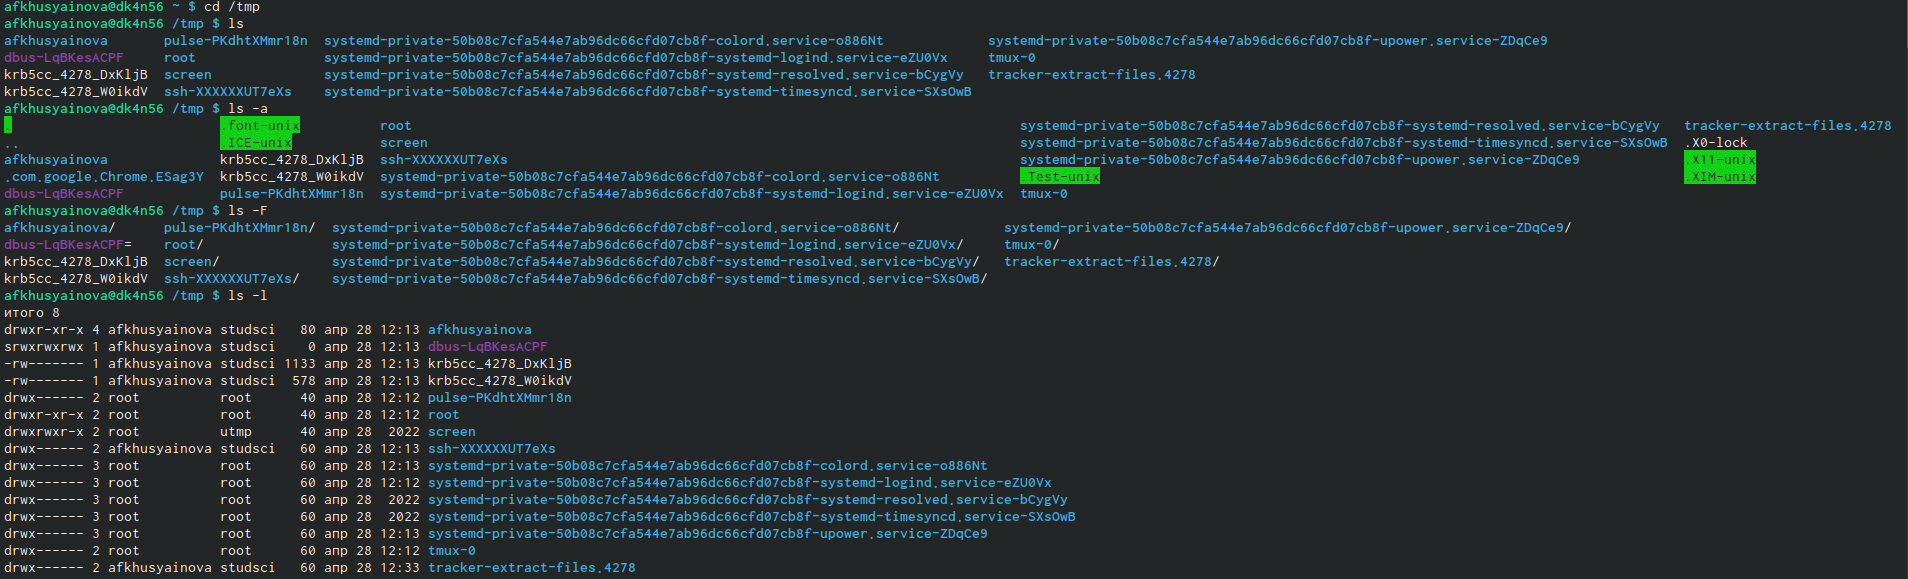 afkhusyainova@dk4n56 ~ $ cd /tmp
afkhusyainova@dk4n56 /tmp $ ls
afkhusyainova pulse-PKdhtXMmr18n systemd-private-50b08c7cfa544e7ab96dc66cfd07cb8f-colord.service-o886Nt systemd-private-50b08c7cfa544e7ab96dc66cfd07cb8f-upower.service-ZDqCe9
dbus-LqBKesACPF root systemd-private-50b08c7cfa544e7ab96dc66cfd07cb8f-systemd-logind.service-eZU0Vx tmux-0
krb5cc_4278_DxKljB screen systemd-private-50b08c7cfa544e7ab96dc66cfd07cb8f-systemd-resolved.service-bCygVy tracker-extract-files.4278
krb5cc_4278_W0ikdV ssh-XXXXXXUT7eXs systemd-private-50b08c7cfa544e7ab96dc66cfd07cb8f-systemd-timesyncd.service-SXsOwB
afkhusyainova@dk4n56 /tmp $ ls -a
. .font-unix root systemd-private-50b08c7cfa544e7ab96dc66cfd07cb8f-systemd-resolved.service-bCygVy tracker-extract-files.4278
.. .ICE-unix screen systemd-private-50b08c7cfa544e7ab96dc66cfd07cb8f-systemd-timesyncd.service-SXsOwB .X0-lock
afkhusyainova krb5cc_4278_DxKljB ssh-XXXXXXUT7eXs systemd-private-50b08c7cfa544e7ab96dc66cfd07cb8f-upower.service-ZDqCe9 .X11-unix
.com.google.Chrome.ESag3Y krb5cc_4278_W0ikdV systemd-private-50b08c7cfa544e7ab96dc66cfd07cb8f-colord.service-o886Nt .Test-unix .XIM-unix
dbus-LqBKesACPF pulse-PKdhtXMmr18n systemd-private-50b08c7cfa544e7ab96dc66cfd07cb8f-systemd-logind.service-eZU0Vx tmux-0
afkhusyainova@dk4n56 /tmp $ ls -F
afkhusyainova/ pulse-PKdhtXMmr18n/ systemd-private-50b08c7cfa544e7ab96dc66cfd07cb8f-colord.service-o886Nt/ systemd-private-50b08c7cfa544e7ab96dc66cfd07cb8f-upower.service-ZDqCe9/
dbus-LqBKesACPF= root/ systemd-private-50b08c7cfa544e7ab96dc66cfd07cb8f-systemd-logind.service-eZU0Vx/ tmux-0/
krb5cc_4278_DxKljB screen/ systemd-private-50b08c7cfa544e7ab96dc66cfd07cb8f-systemd-resolved.service-bCygVy/ tracker-extract-files.4278/
krb5cc_4278_W0ikdV ssh-XXXXXXUT7eXs/ systemd-private-50b08c7cfa544e7ab96dc66cfd07cb8f-systemd-timesyncd.service-SXsOwB/
afkhusyainova@dk4n56 /tmp $ ls -l
итого 8
drwxr-xr-x 4 afkhusyainova studsci 80 апр 28 12:13 afkhusyainova
srwxrwxrwx 1 afkhusyainova studsci 0 апр 28 12:13 dbus-LqBKesACPF
-rw------- 1 afkhusyainova studsci 1133 апр 28 12:13 krb5cc_4278_DxKljB
-rw------- 1 afkhusyainova studsci 578 апр 28 12:13 krb5cc_4278_W0ikdV
drwx------ 2 root root 40 апр 28 12:12 pulse-PKdhtXMmr18n
drwxr-xr-x 2 root root 40 апр 28 12:12 root
drwxrwxr-x 2 root utmp 40 апр 28 2022 screen
drwx------ 2 afkhusyainova studsci 60 апр 28 12:13 ssh-XXXXXXUT7eXs
drwx------ 3 root root 60 апр 28 12:13 systemd-private-50b08c7cfa544e7ab96dc66cfd07cb8f-colord.service-o886Nt
drwx------ 3 root root 60 апр 28 12:12 systemd-private-50b08c7cfa544e7ab96dc66cfd07cb8f-systemd-logind.service-eZU0Vx
drwx------ 3 root root 60 апр 28 2022 systemd-private-50b08c7cfa544e7ab96dc66cfd07cb8f-systemd-resolved.service-bCygVy
drwx------ 3 root root 60 апр 28 2022 systemd-private-50b08c7cfa544e7ab96dc66cfd07cb8f-systemd-timesyncd.service-SXsOwB
drwx------ 3 root root 60 апр 28 12:13 systemd-private-50b08c7cfa544e7ab96dc66cfd07cb8f-upower.service-ZDqCe9
drwx------ 2 root root 60 апр 28 12:12 tmux-0
drwx------ 2 afkhusyainova studsci 60 апр 28 12:33 tracker-extract-files.4278